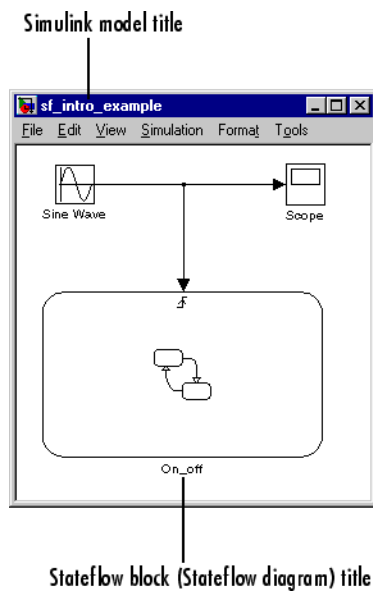 Simulink model title
sf_intro_example
File Edit View Simulation Format Tools
Sine Wave
Scope
On_off
Stateflow block (Stateflow diagram) title